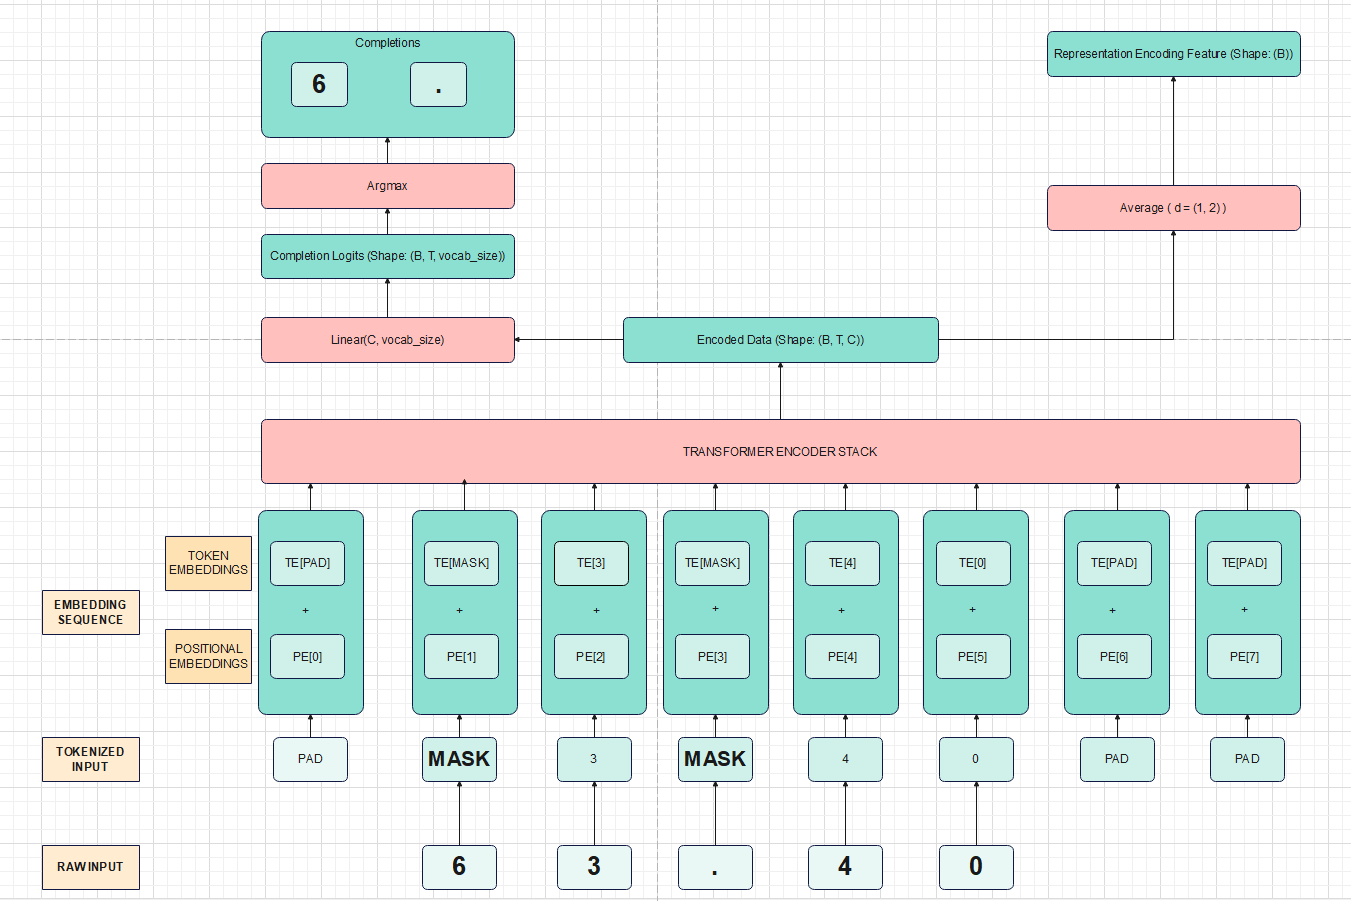 Completions
6 .
Representation Encoding Feature (Shape: (B))
Argmax
Average ( d = (1, 2) )
Completion Logits (Shape: (B, T, vocab_size))
Linear(C, vocab_size)
Encoded Data (Shape: (B, T, C))
TRANSFORMER ENCODER STACK
TOKEN
EMBEDDINGS
TE[PAD] TE[MASK] TE[3] TE[MASK] TE[4] TE[0] TE[PAD] TE[PAD]
EMBEDDING
SEQUENCE
+ + + + + + + +
POSITIONAL
EMBEDDINGS
PE[0] PE[1] PE[2] PE[3] PE[4] PE[5] PE[6] PE[7]
TOKENIZED
INPUT
PAD MASK 3 MASK 4 0 PAD PAD
RAW INPUT
6 3 . 4 0